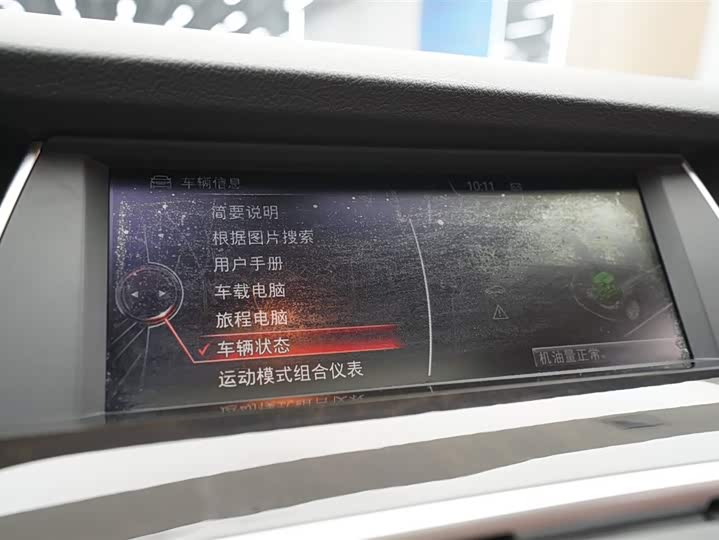 车辆信息
10:11
简要说明
根据图片搜索
用户手册
车载电脑
旅程电脑
车辆状态
运动模式组合仪表
机油量正常。